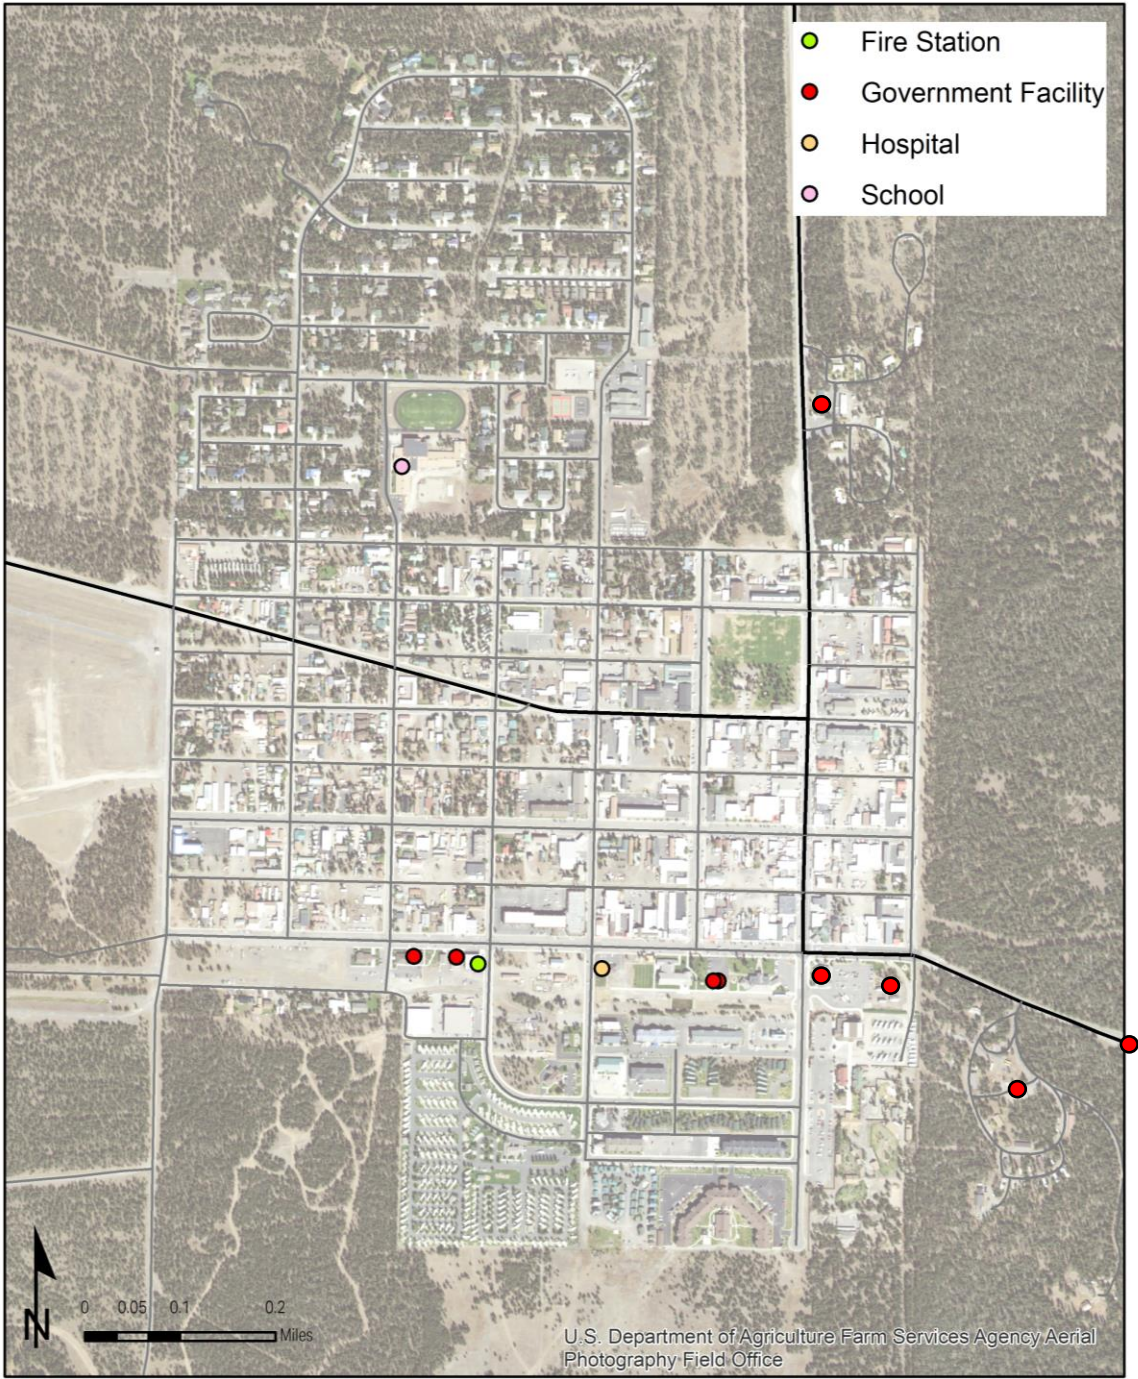 Fire Station
Government Facility
Hospital
School
N
0 0.05 0.1 0.2
Miles
U.S. Department of Agriculture Farm Services Agency Aerial
Photography Field Office